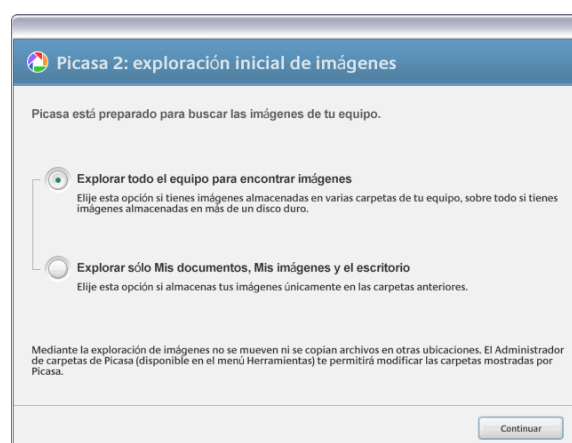 Picasa 2: exploración inicial de imágenes
Picasa está preparado para buscar las imágenes de tu equipo.
Explorar todo el equipo para encontrar imágenes
Elije esta opción si tienes imágenes almacenadas en varias carpetas de tu equipo, sobre todo si tienes
imágenes almacenadas en más de un disco duro.
Explorar sólo Mis documentos, Mis imágenes y el escritorio
Elije esta opción si almacenas tus imágenes únicamente en las carpetas anteriores.
Mediante la exploración de imágenes no se mueven ni se copian archivos en otras ubicaciones. El Administrador
de carpetas de Picasa (disponible en el menú Herramientas) te permitirá modificar las carpetas mostradas por
Picasa.
Continuar